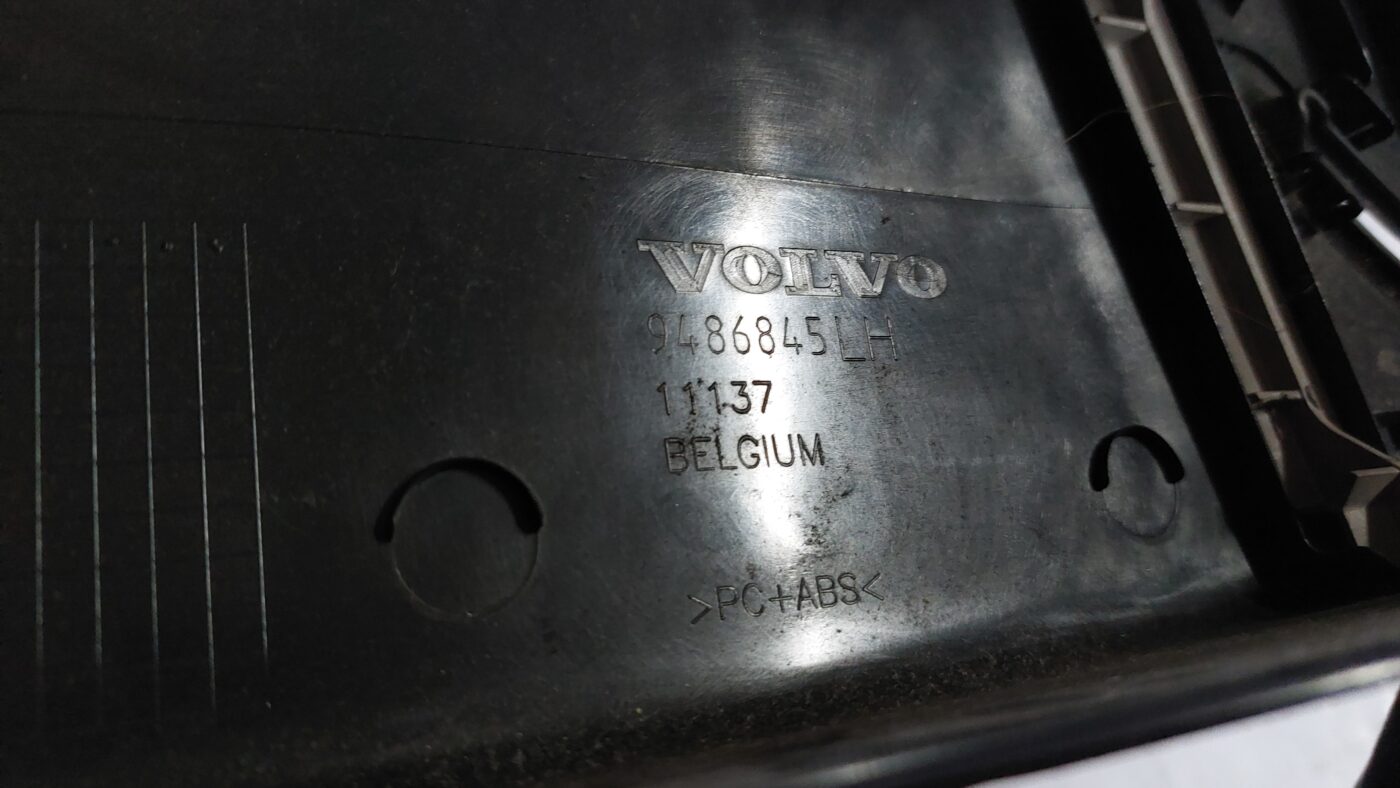 VOLVO
9486845LH
11137
BELGIUM
>PC+ABS<